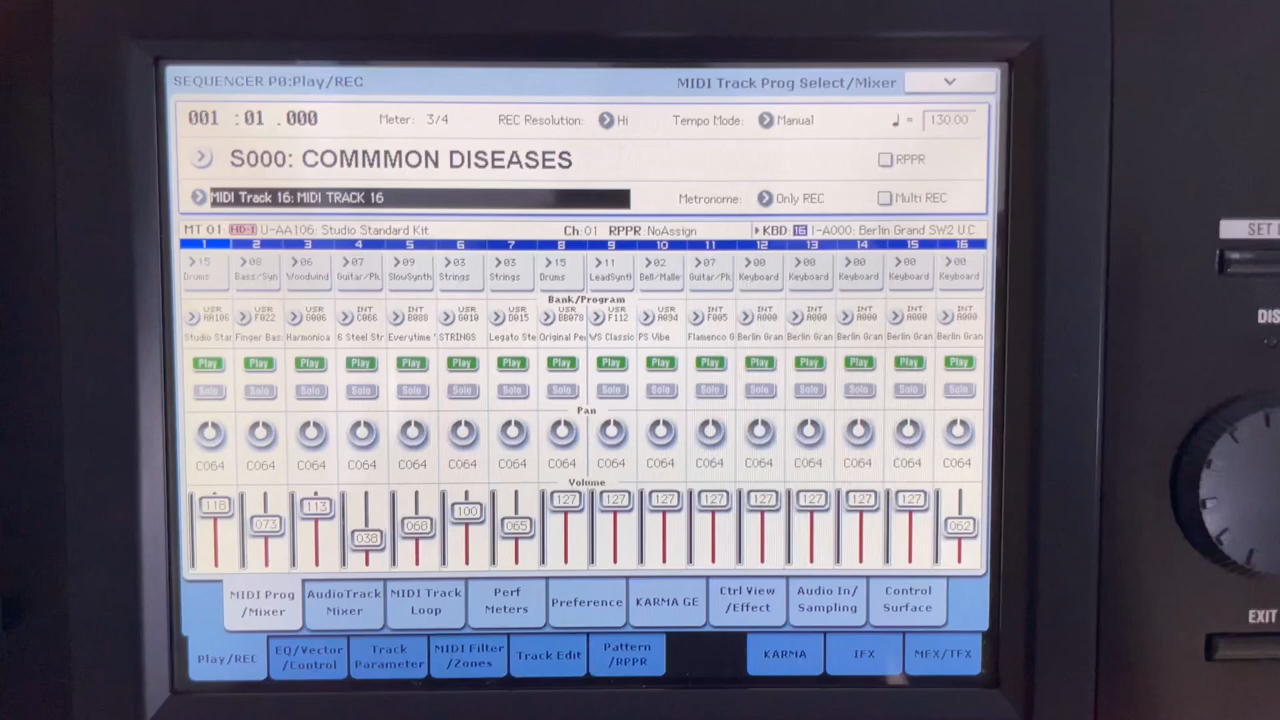 SEQUENCER P0:Play/REC MIDI Track Prog Select/Mixer
001 :01 .000 Meter: 3/4 REC Resolution: Hi Tempo Mode: Manual ♩ = 130.00
S000: COMMMON DISEASES RPPR
MIDI Track 16: MIDI TRACK 16 Metronome: Only REC Multi REC
MT 01: HD-1 U-AA106: Studio Standard Kit Ch:01 RPPR:NoAssign KBD: 16 I-A000: Berlin Grand SW2 U.C
1 2 3 4 5 6 7 8 9 10 11 12 13 14 15 16
15 08 06 07 09 03 03 15 11 02 07 00 00 00 00 00
Drums Bass/Syn Woodwind Guitar/Pl SlowSynth Strings Strings Drums LeadSynt Bell/Malle Guitar/Pl Keyboard Keyboard Keyboard Keyboard Keyboard
Bank/Program
USR USR USR INT INT USR USR USR USR USR INT INT INT INT INT INT
AA106 F022 G006 C066 B088 G010 D015 BB078 F112 A094 F005 A000 A000 A000 A000 A000
Studio Star Finger Bas Harmonica 6 Steel Str Everytime STRINGS Legato Ste Original Pe WS Classic PS Vibe Flamenco G Berlin Gran Berlin Gran Berlin Gran Berlin Gran Berlin Gran
Play Play Play Play Play Play Play Play Play Play Play Play Play Play Play Play
Solo Solo Solo Solo Solo Solo Solo Solo Solo Solo Solo Solo Solo Solo Solo Solo
Pan
C064 C064 C064 C064 C064 C064 C064 C064 C064 C064 C064 C064 C064 C064 C064 C064
Volume
118 073 113 038 068 100 065 127 127 127 127 127 127 127 127 062
MIDI Prog /Mixer AudioTrack Mixer MIDI Track Loop Perf Meters Preference KARMA GE Ctrl View /Effect Audio In/ Sampling Control Surface
Play/REC EQ/Vector /Control Track Parameter MIDI Filter /Zones Track Edit Pattern /RPPR KARMA IFX MFX/TFX
SET
DIS
EXIT